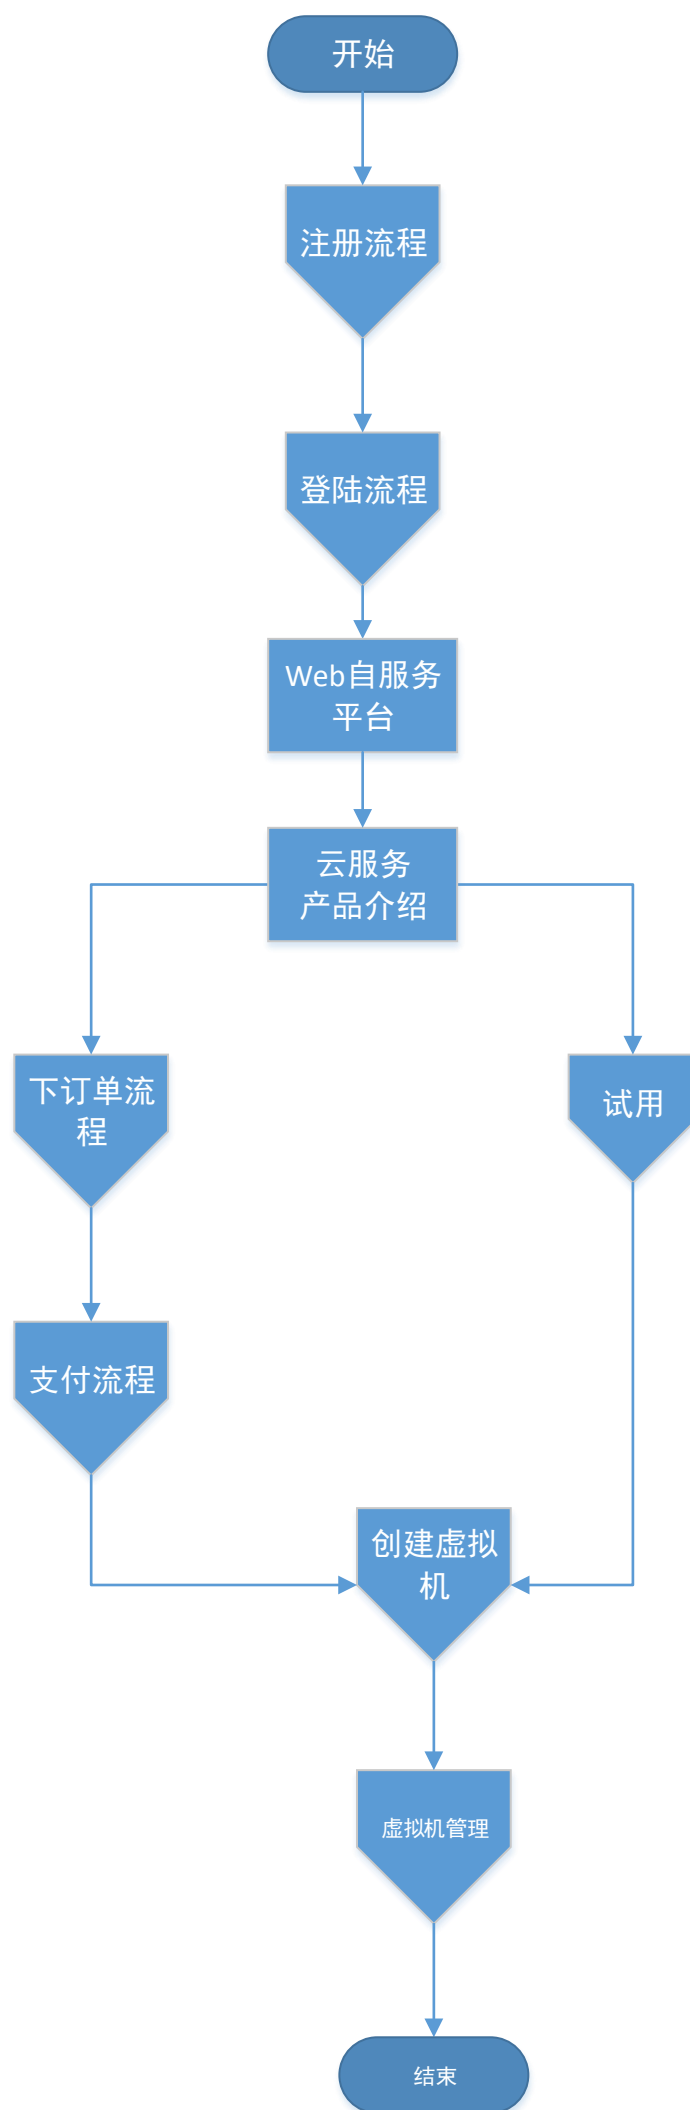 开始
注册流程
登陆流程
Web自服务
平台
云服务
产品介绍
下订单流
程
试用
支付流程
创建虚拟
机
虚拟机管理
结束